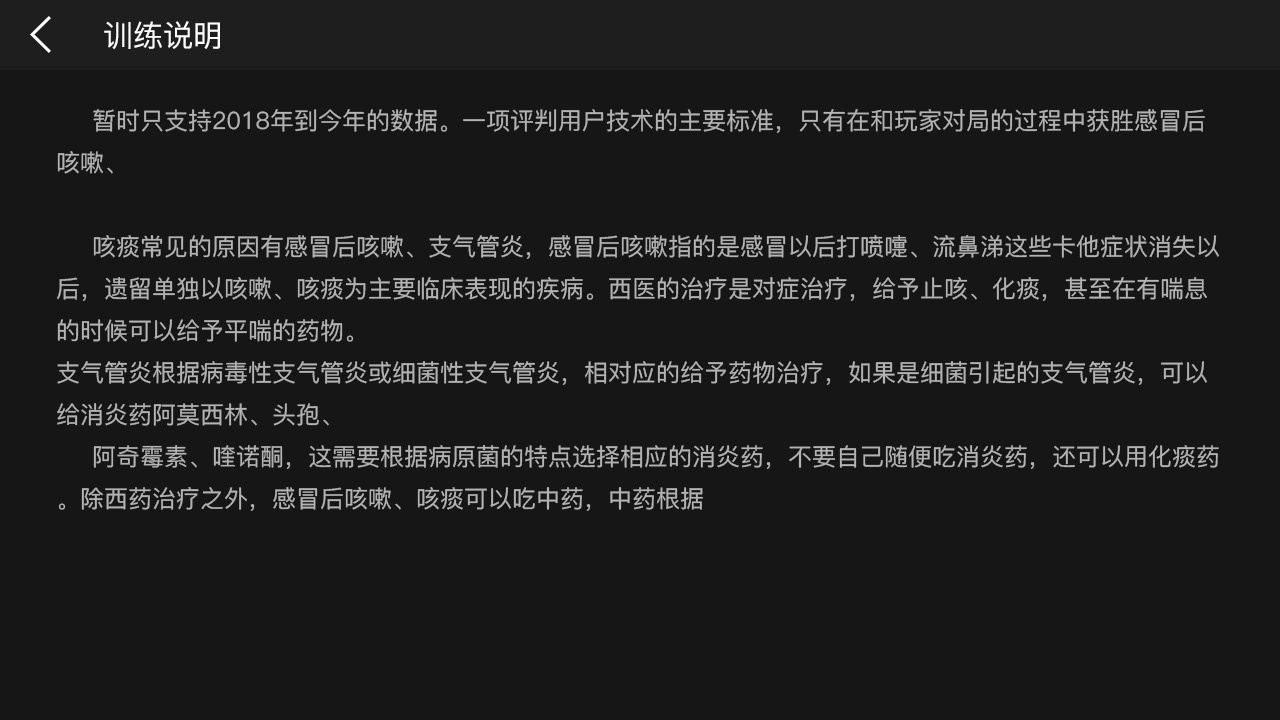 训练说明
暂时只支持2018年到今年的数据。一项评判用户技术的主要标准，只有在和玩家对局的过程中获胜感冒后
咳嗽、
咳痰常见的原因有感冒后咳嗽、支气管炎，感冒后咳嗽指的是感冒以后打喷嚏、流鼻涕这些卡他症状消失以
后，遗留单独以咳嗽、咳痰为主要临床表现的疾病。西医的治疗是对症治疗，给予止咳、化痰，甚至在有喘息
的时候可以给予平喘的药物。
支气管炎根据病毒性支气管炎或细菌性支气管炎，相对应的给予药物治疗，如果是细菌引起的支气管炎，可以
给消炎药阿莫西林、头孢、
阿奇霉素、喹诺酮，这需要根据病原菌的特点选择相应的消炎药，不要自己随便吃消炎药，还可以用化痰药
。除西药治疗之外，感冒后咳嗽、咳痰可以吃中药，中药根据